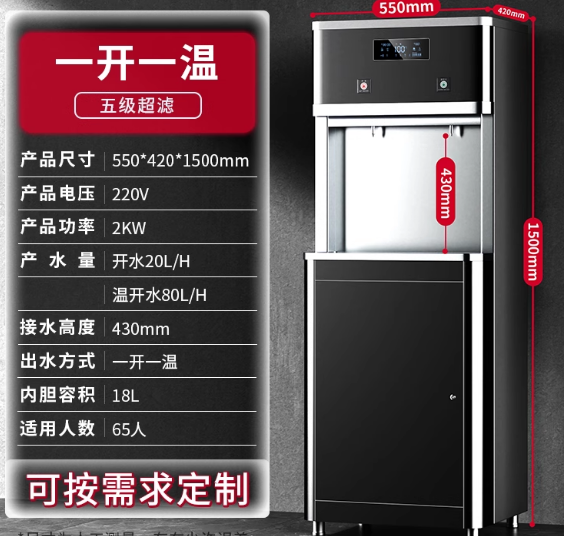 一开一温
五级超滤
产品尺寸 550*420*1500mm
产品电压 220V
产品功率 2KW
产水量 开水20L/H
温开水80L/H
接水高度 430mm
出水方式 一开一温
内胆容积 18L
适用人数 65人
可按需求定制
550mm
420mm
100
430mm
1500mm